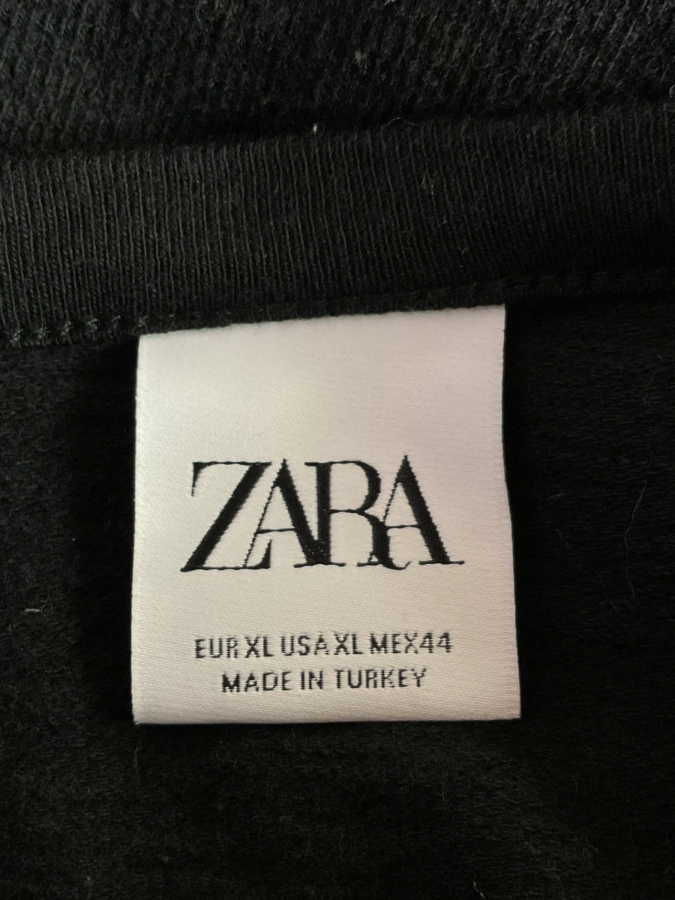 ZARA
EUR XL USA XL MEX 44
MADE IN TURKEY